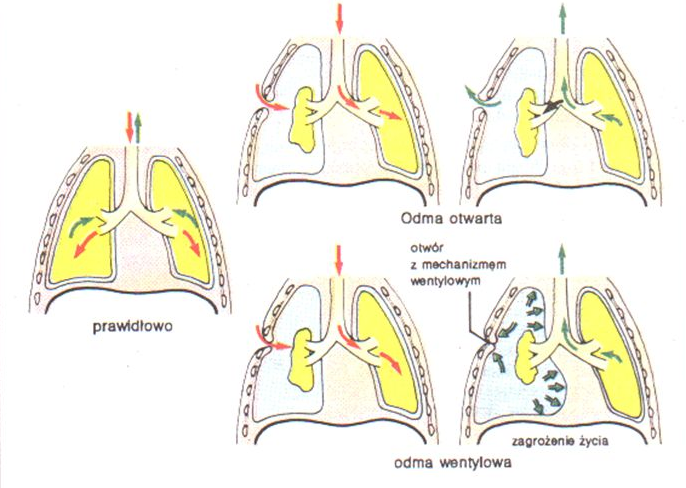 Odma otwarta
otwór
z mechanizmem
wentylowym
prawidłowo
zagrożenie życia
odma wentylowa